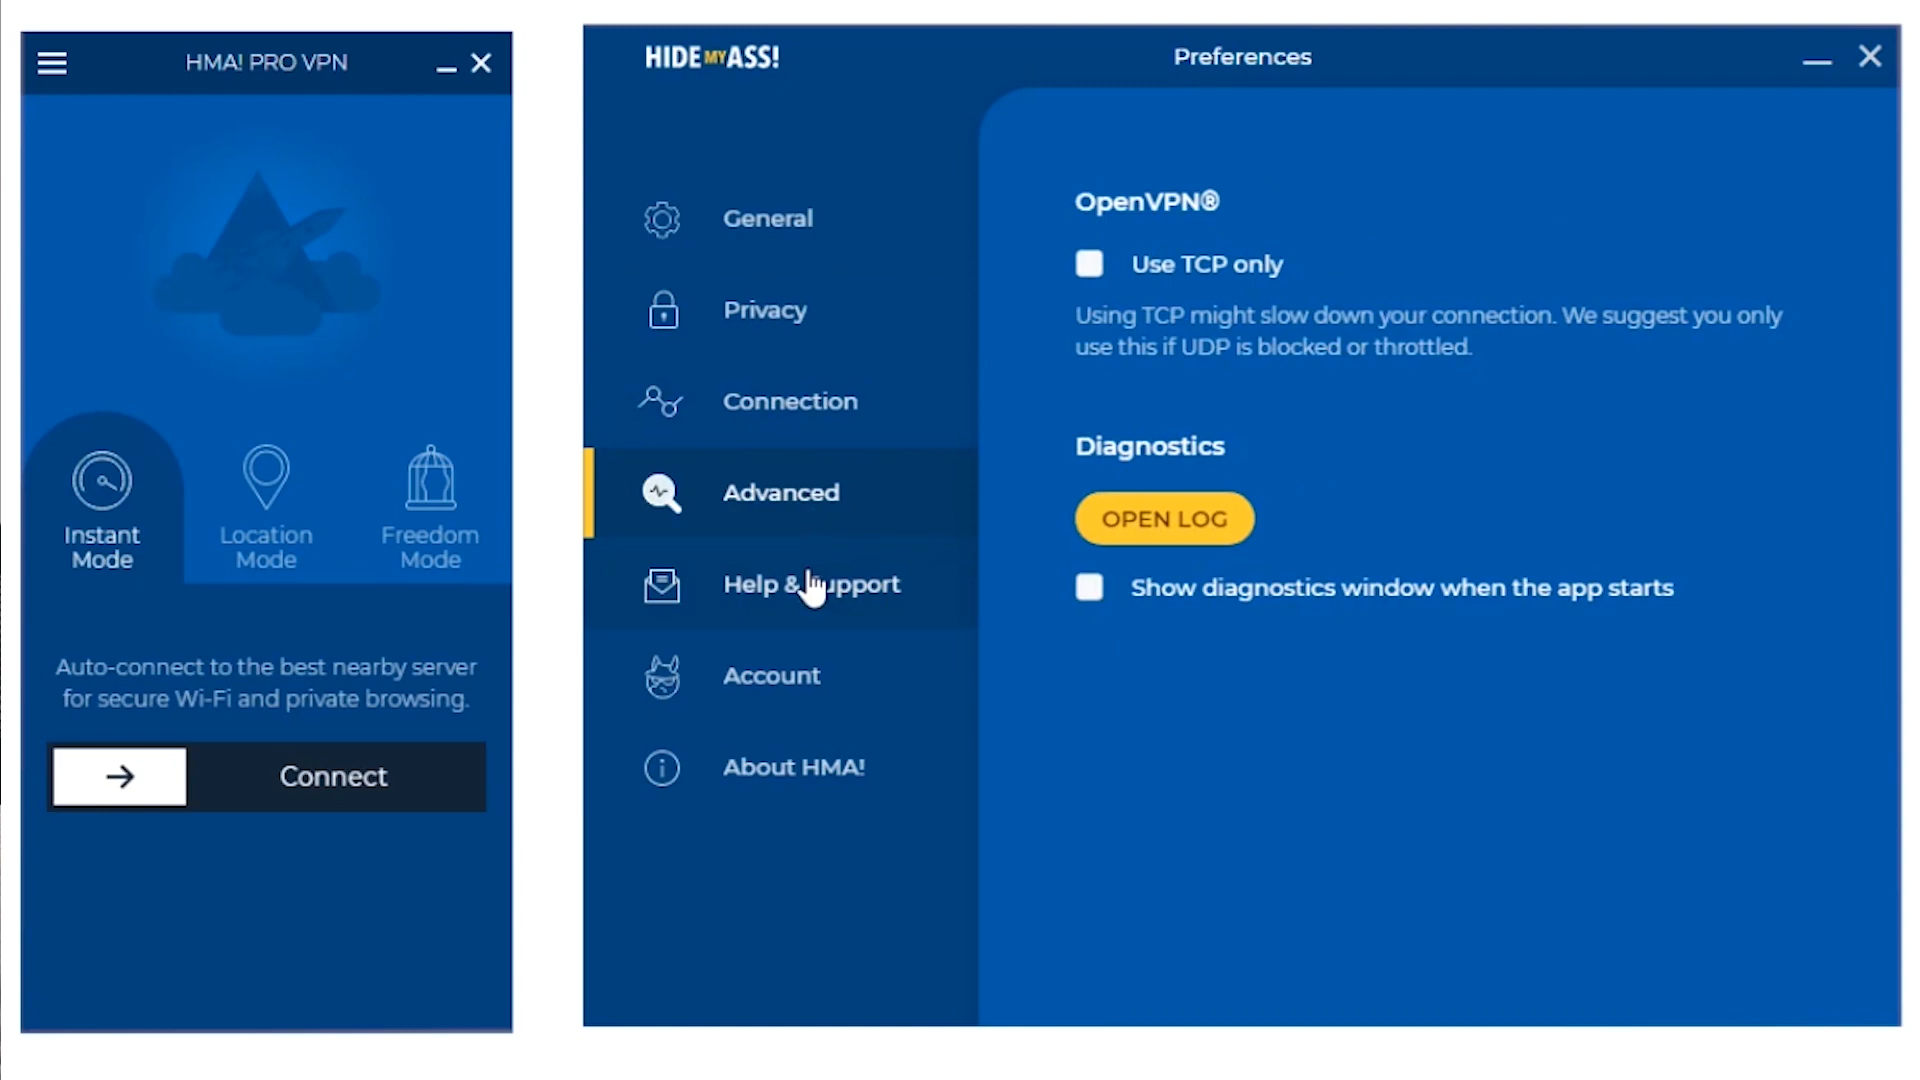 HMA! PRO VPN
Instant
Mode
Location
Mode
Freedom
Mode
Auto-connect to the best nearby server
for secure Wi-Fi and private browsing.
Connect
HIDE MY ASS!
Preferences
General
Privacy
Connection
Advanced
Help & Support
Account
About HMA!
OpenVPN®
Use TCP only
Using TCP might slow down your connection. We suggest you only
use this if UDP is blocked or throttled.
Diagnostics
OPEN LOG
Show diagnostics window when the app starts